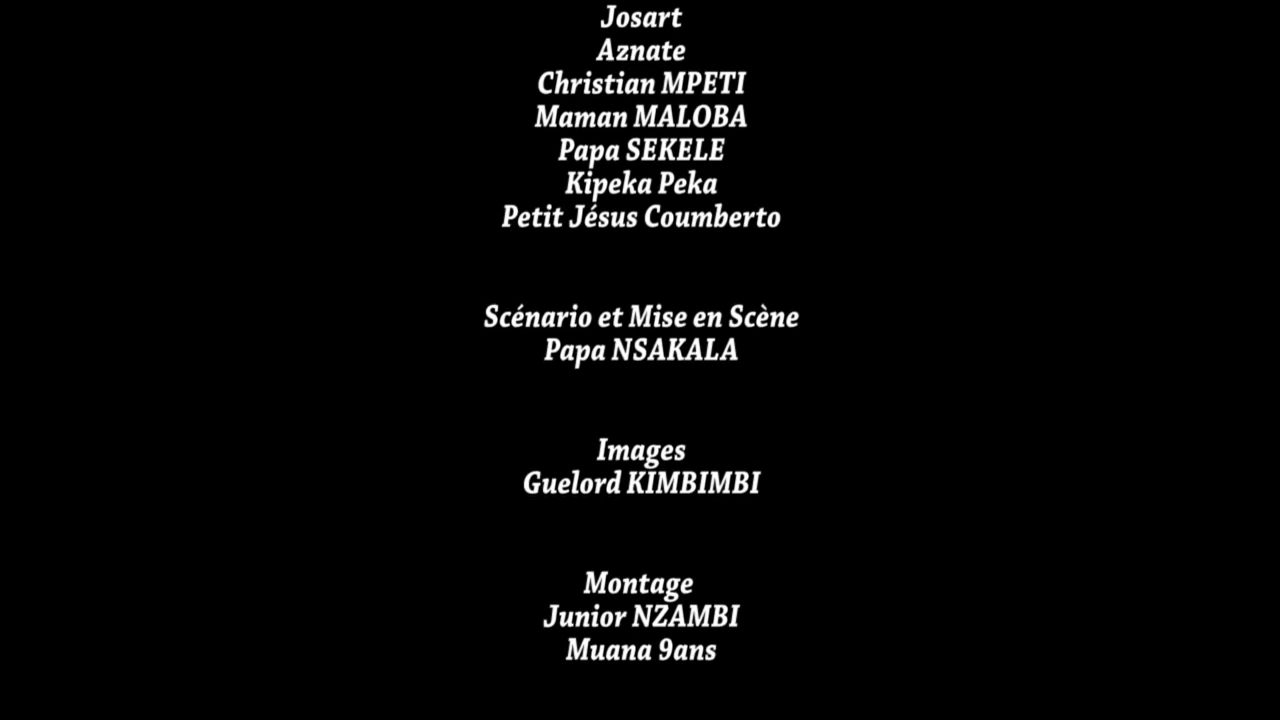 Josart
Aznate
Christian MPETI
Maman MALOBA
Papa SEKELE
Kipeka Peka
Petit Jésus Coumberto
Scénario et Mise en Scène
Papa NSAKALA
Images
Guelord KIMBIMBI
Montage
Junior NZAMBI
Muana 9ans